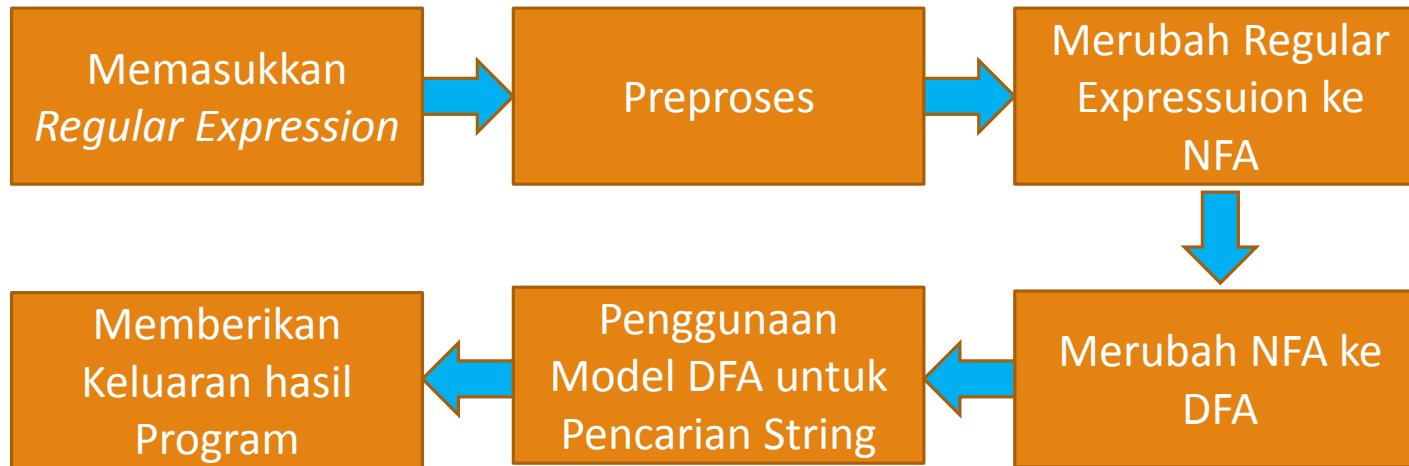 Memasukkan
Regular Expression
Preproses
Merubah Regular
Expressuion ke
NFA
Merubah NFA ke
DFA
Penggunaan
Model DFA untuk
Pencarian String
Memberikan
Keluaran hasil
Program